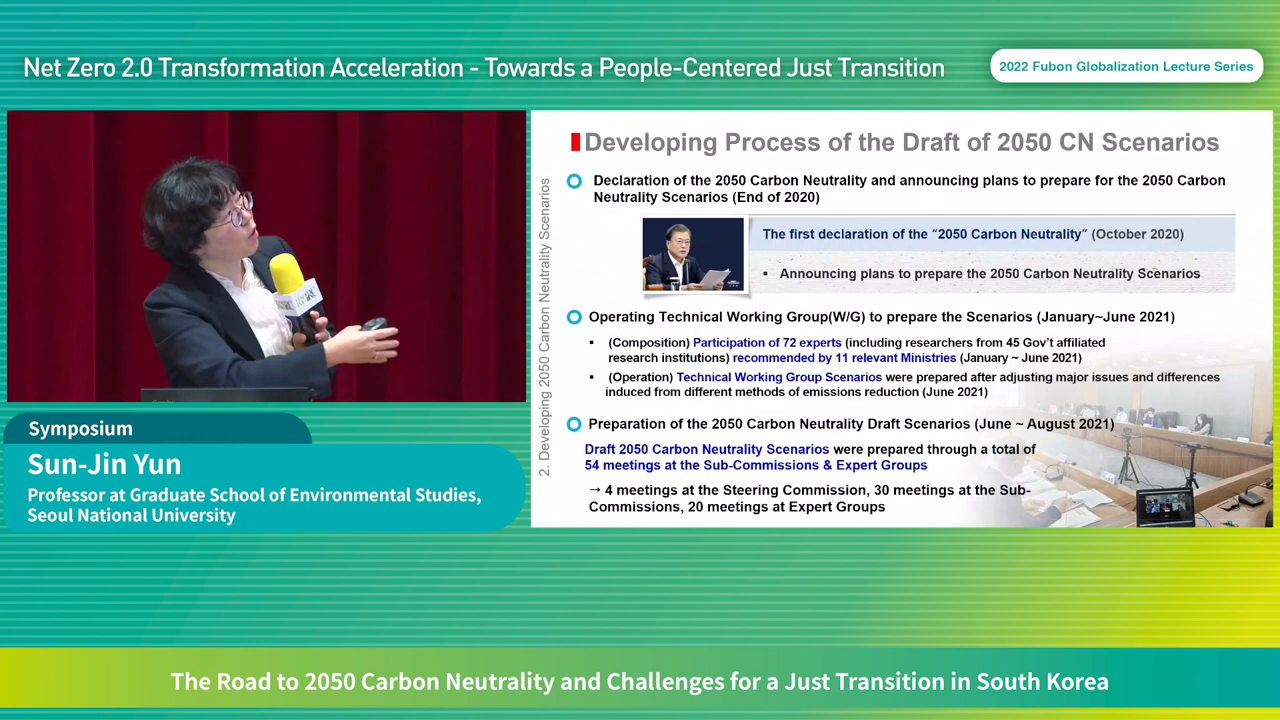 Net Zero 2.0 Transformation Acceleration - Towards a People-Centered Just Transition
2022 Fubon Globalization Lecture Series
Developing Process of the Draft of 2050 CN Scenarios
2. Developing 2050 Carbon Neutrality Scenarios
Declaration of the 2050 Carbon Neutrality and announcing plans to prepare for the 2050 Carbon
Neutrality Scenarios (End of 2020)
The first declaration of the “2050 Carbon Neutrality” (October 2020)
▪ Announcing plans to prepare the 2050 Carbon Neutrality Scenarios
Operating Technical Working Group(W/G) to prepare the Scenarios (January~June 2021)
▪ (Composition) Participation of 72 experts (including researchers from 45 Gov’t affiliated
research institutions) recommended by 11 relevant Ministries (January ~ June 2021)
▪ (Operation) Technical Working Group Scenarios were prepared after adjusting major issues and differences
induced from different methods of emissions reduction (June 2021)
Preparation of the 2050 Carbon Neutrality Draft Scenarios (June ~ August 2021)
Draft 2050 Carbon Neutrality Scenarios were prepared through a total of
54 meetings at the Sub-Commissions & Expert Groups
→ 4 meetings at the Steering Commission, 30 meetings at the Sub-
Commissions, 20 meetings at Expert Groups
Symposium
Sun-Jin Yun
Professor at Graduate School of Environmental Studies,
Seoul National University
The Road to 2050 Carbon Neutrality and Challenges for a Just Transition in South Korea